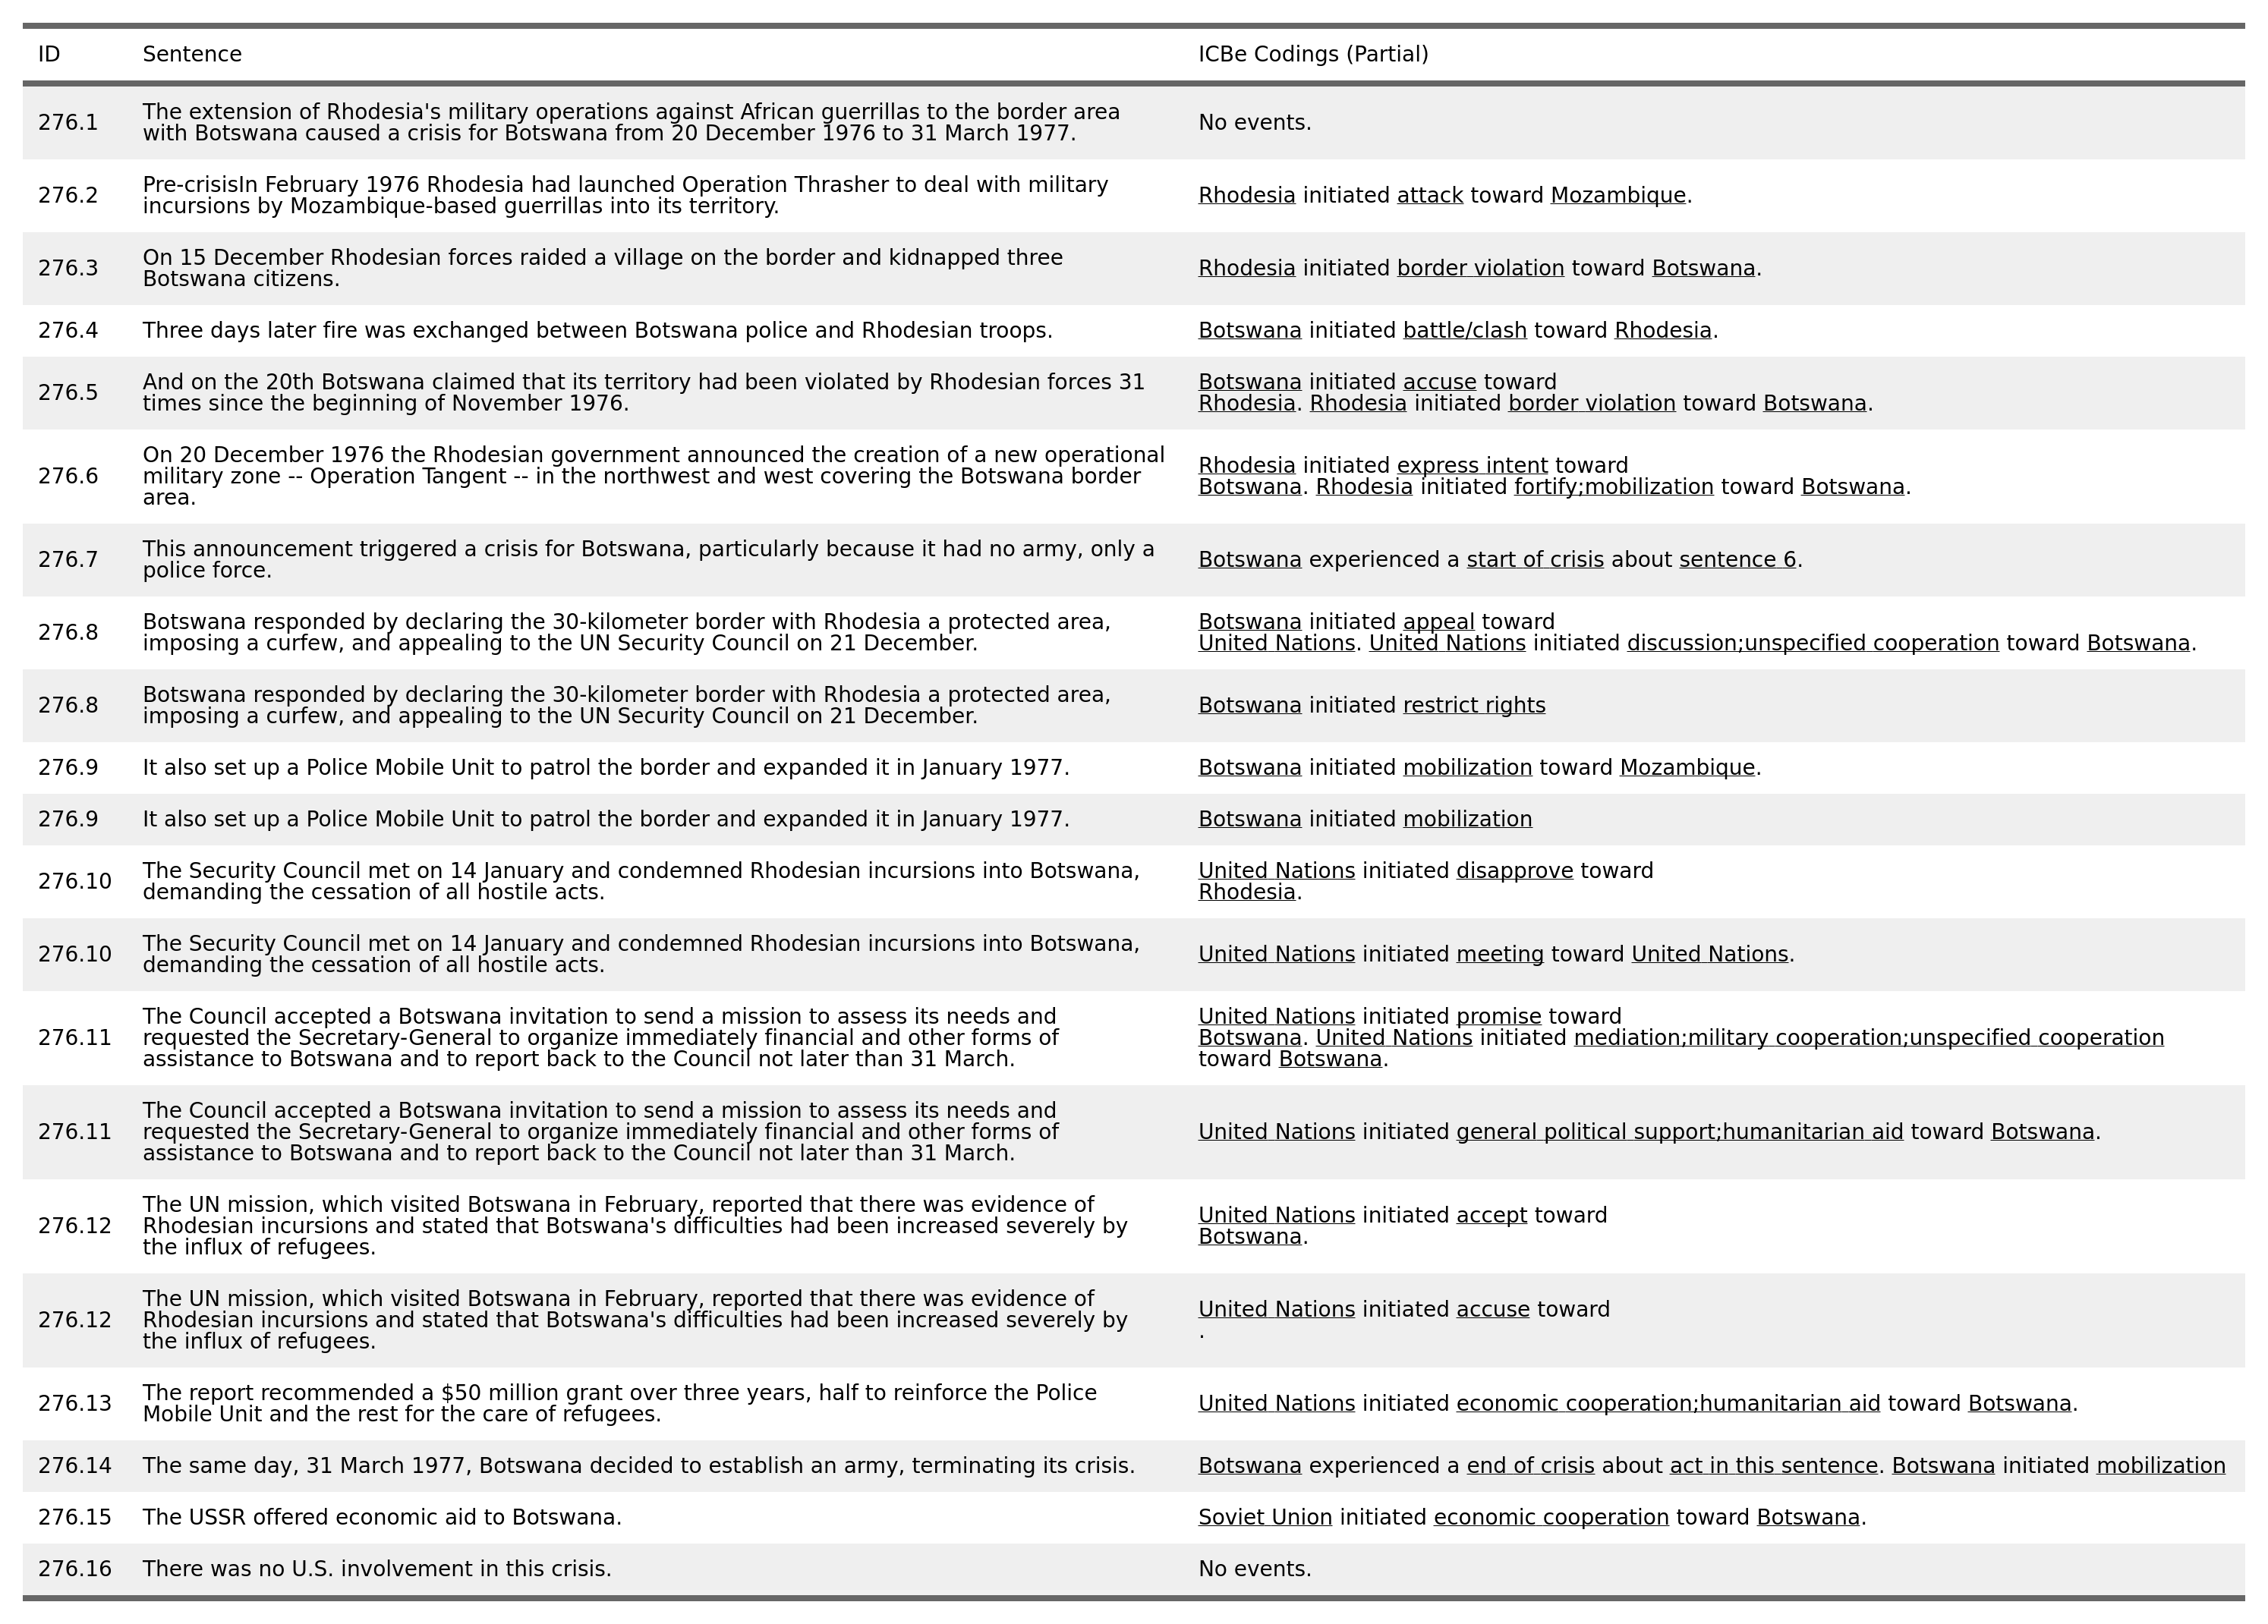 ID Sentence ICBe Codings (Partial)
276.1 The extension of Rhodesia's military operations against African guerrillas to the border area
with Botswana caused a crisis for Botswana from 20 December 1976 to 31 March 1977.
No events.
276.2 Pre-crisisIn February 1976 Rhodesia had launched Operation Thrasher to deal with military
incursions by Mozambique-based guerrillas into its territory.
Rhodesia initiated attack toward Mozambique.
276.3 On 15 December Rhodesian forces raided a village on the border and kidnapped three
Botswana citizens.
Rhodesia initiated border violation toward Botswana.
276.4 Three days later fire was exchanged between Botswana police and Rhodesian troops.
Botswana initiated battle/clash toward Rhodesia.
276.5 And on the 20th Botswana claimed that its territory had been violated by Rhodesian forces 31
times since the beginning of November 1976.
Botswana initiated accuse toward
Rhodesia. Rhodesia initiated border violation toward Botswana.
276.6 On 20 December 1976 the Rhodesian government announced the creation of a new operational
military zone -- Operation Tangent -- in the northwest and west covering the Botswana border
area.
Rhodesia initiated express intent toward
Botswana. Rhodesia initiated fortify;mobilization toward Botswana.
276.7 This announcement triggered a crisis for Botswana, particularly because it had no army, only a
police force.
Botswana experienced a start of crisis about sentence 6.
276.8 Botswana responded by declaring the 30-kilometer border with Rhodesia a protected area,
imposing a curfew, and appealing to the UN Security Council on 21 December.
Botswana initiated appeal toward
United Nations. United Nations initiated discussion;unspecified cooperation toward Botswana.
276.8 Botswana responded by declaring the 30-kilometer border with Rhodesia a protected area,
imposing a curfew, and appealing to the UN Security Council on 21 December.
Botswana initiated restrict rights
276.9 It also set up a Police Mobile Unit to patrol the border and expanded it in January 1977.
Botswana initiated mobilization toward Mozambique.
276.9 It also set up a Police Mobile Unit to patrol the border and expanded it in January 1977.
Botswana initiated mobilization
276.10 The Security Council met on 14 January and condemned Rhodesian incursions into Botswana,
demanding the cessation of all hostile acts.
United Nations initiated disapprove toward
Rhodesia.
276.10 The Security Council met on 14 January and condemned Rhodesian incursions into Botswana,
demanding the cessation of all hostile acts.
United Nations initiated meeting toward United Nations.
276.11 The Council accepted a Botswana invitation to send a mission to assess its needs and
requested the Secretary-General to organize immediately financial and other forms of
assistance to Botswana and to report back to the Council not later than 31 March.
United Nations initiated promise toward
Botswana. United Nations initiated mediation;military cooperation;unspecified cooperation
toward Botswana.
276.11 The Council accepted a Botswana invitation to send a mission to assess its needs and
requested the Secretary-General to organize immediately financial and other forms of
assistance to Botswana and to report back to the Council not later than 31 March.
United Nations initiated general political support;humanitarian aid toward Botswana.
276.12 The UN mission, which visited Botswana in February, reported that there was evidence of
Rhodesian incursions and stated that Botswana's difficulties had been increased severely by
the influx of refugees.
United Nations initiated accept toward
Botswana.
276.12 The UN mission, which visited Botswana in February, reported that there was evidence of
Rhodesian incursions and stated that Botswana's difficulties had been increased severely by
the influx of refugees.
United Nations initiated accuse toward
.
276.13 The report recommended a $50 million grant over three years, half to reinforce the Police
Mobile Unit and the rest for the care of refugees.
United Nations initiated economic cooperation;humanitarian aid toward Botswana.
276.14 The same day, 31 March 1977, Botswana decided to establish an army, terminating its crisis.
Botswana experienced a end of crisis about act in this sentence. Botswana initiated mobilization
276.15 The USSR offered economic aid to Botswana.
Soviet Union initiated economic cooperation toward Botswana.
276.16 There was no U.S. involvement in this crisis.
No events.